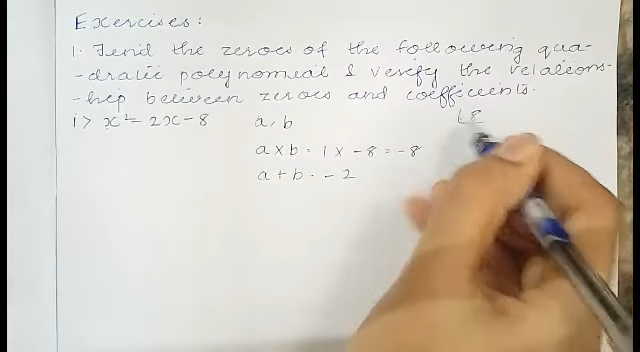 Exercises:
1. Find the zeroes of the following qua-
-dratic polynomial & verify the relations-
-hip between zeroes and coefficients.
i> x² - 2x - 8 a, b
a × b = 1 × -8 = -8
a + b = -2